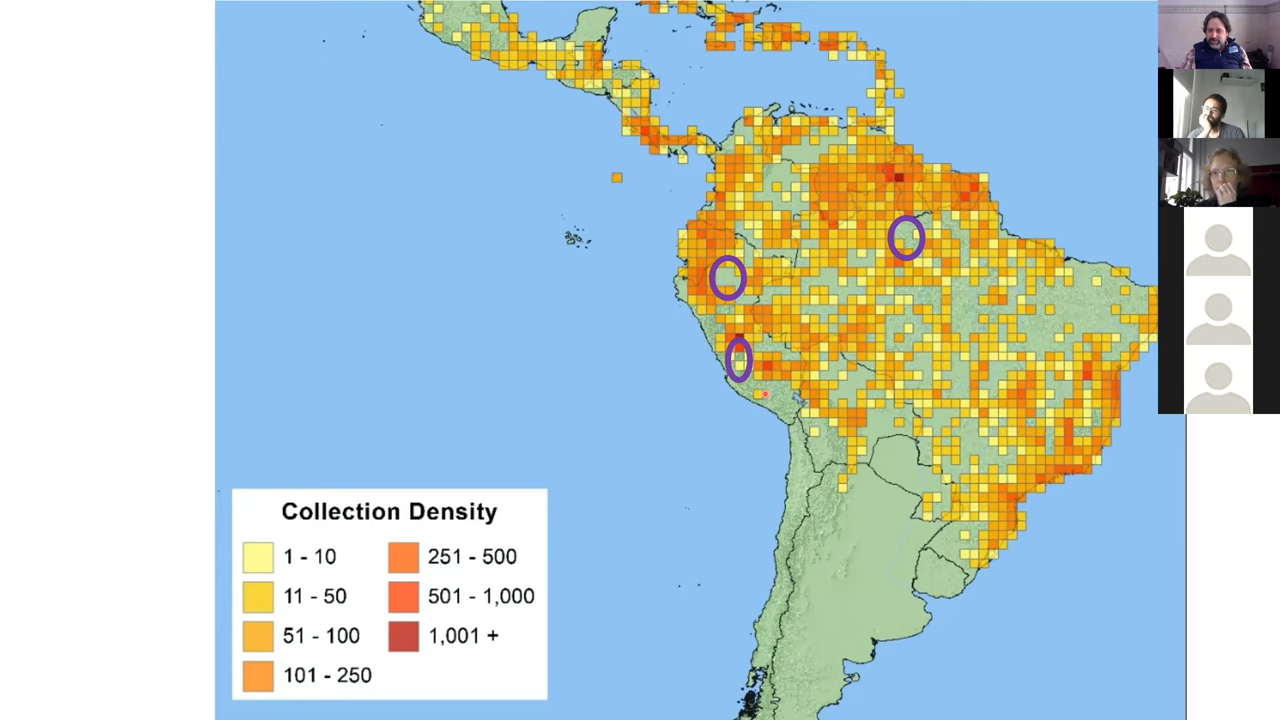 Collection Density
1 - 10
251 - 500
11 - 50
501 - 1,000
51 - 100
1,001 +
101 - 250